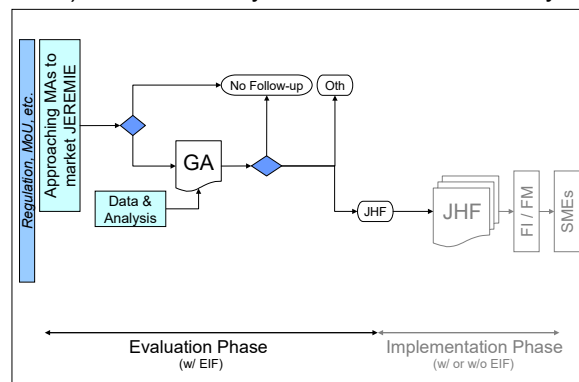 Regulation, MoU, etc.
Approaching MAs to
market JEREMIE
No Follow-up
Oth
GA
Data &
Analysis
JHF
JHF
FI / FM
SMEs
Evaluation Phase
(w/ EIF)
Implementation Phase
(w/ or w/o EIF)